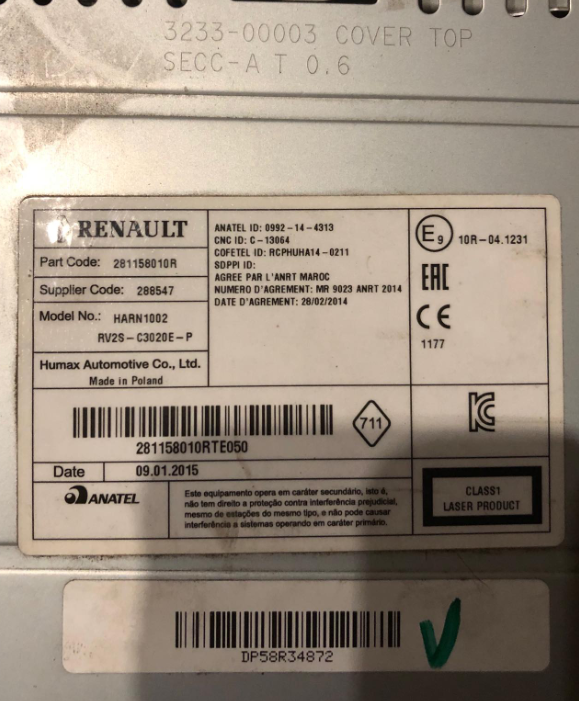 3233-00003 COVER TOP
SECC-A T 0.6
RENAULT
Part Code: 281158010R
Supplier Code: 288547
Model No.: HARN1002
RV2S-C3020E-P
Humax Automotive Co., Ltd.
Made in Poland
ANATEL ID: 0992-14-4313
CNC ID: C-13064
COFETEL ID: RCPHUHA14-0211
SDPPI ID:
AGREE PAR L'ANRT MAROC
NUMERO D'AGREMENT: MR 9023 ANRT 2014
DATE D'AGREMENT: 28/02/2014
E9 10R-04.1231
EAC
CE
1177
281158010RTE050
711
KC
Date 09.01.2015
ANATEL
Este equipamento opera em caráter secundário, isto é,
não tem direito a proteção contra interferência prejudicial,
mesmo de estações do mesmo tipo, e não pode causar
interferência a sistemas operando em caráter primário.
CLASS1
LASER PRODUCT
DP58R34872
V